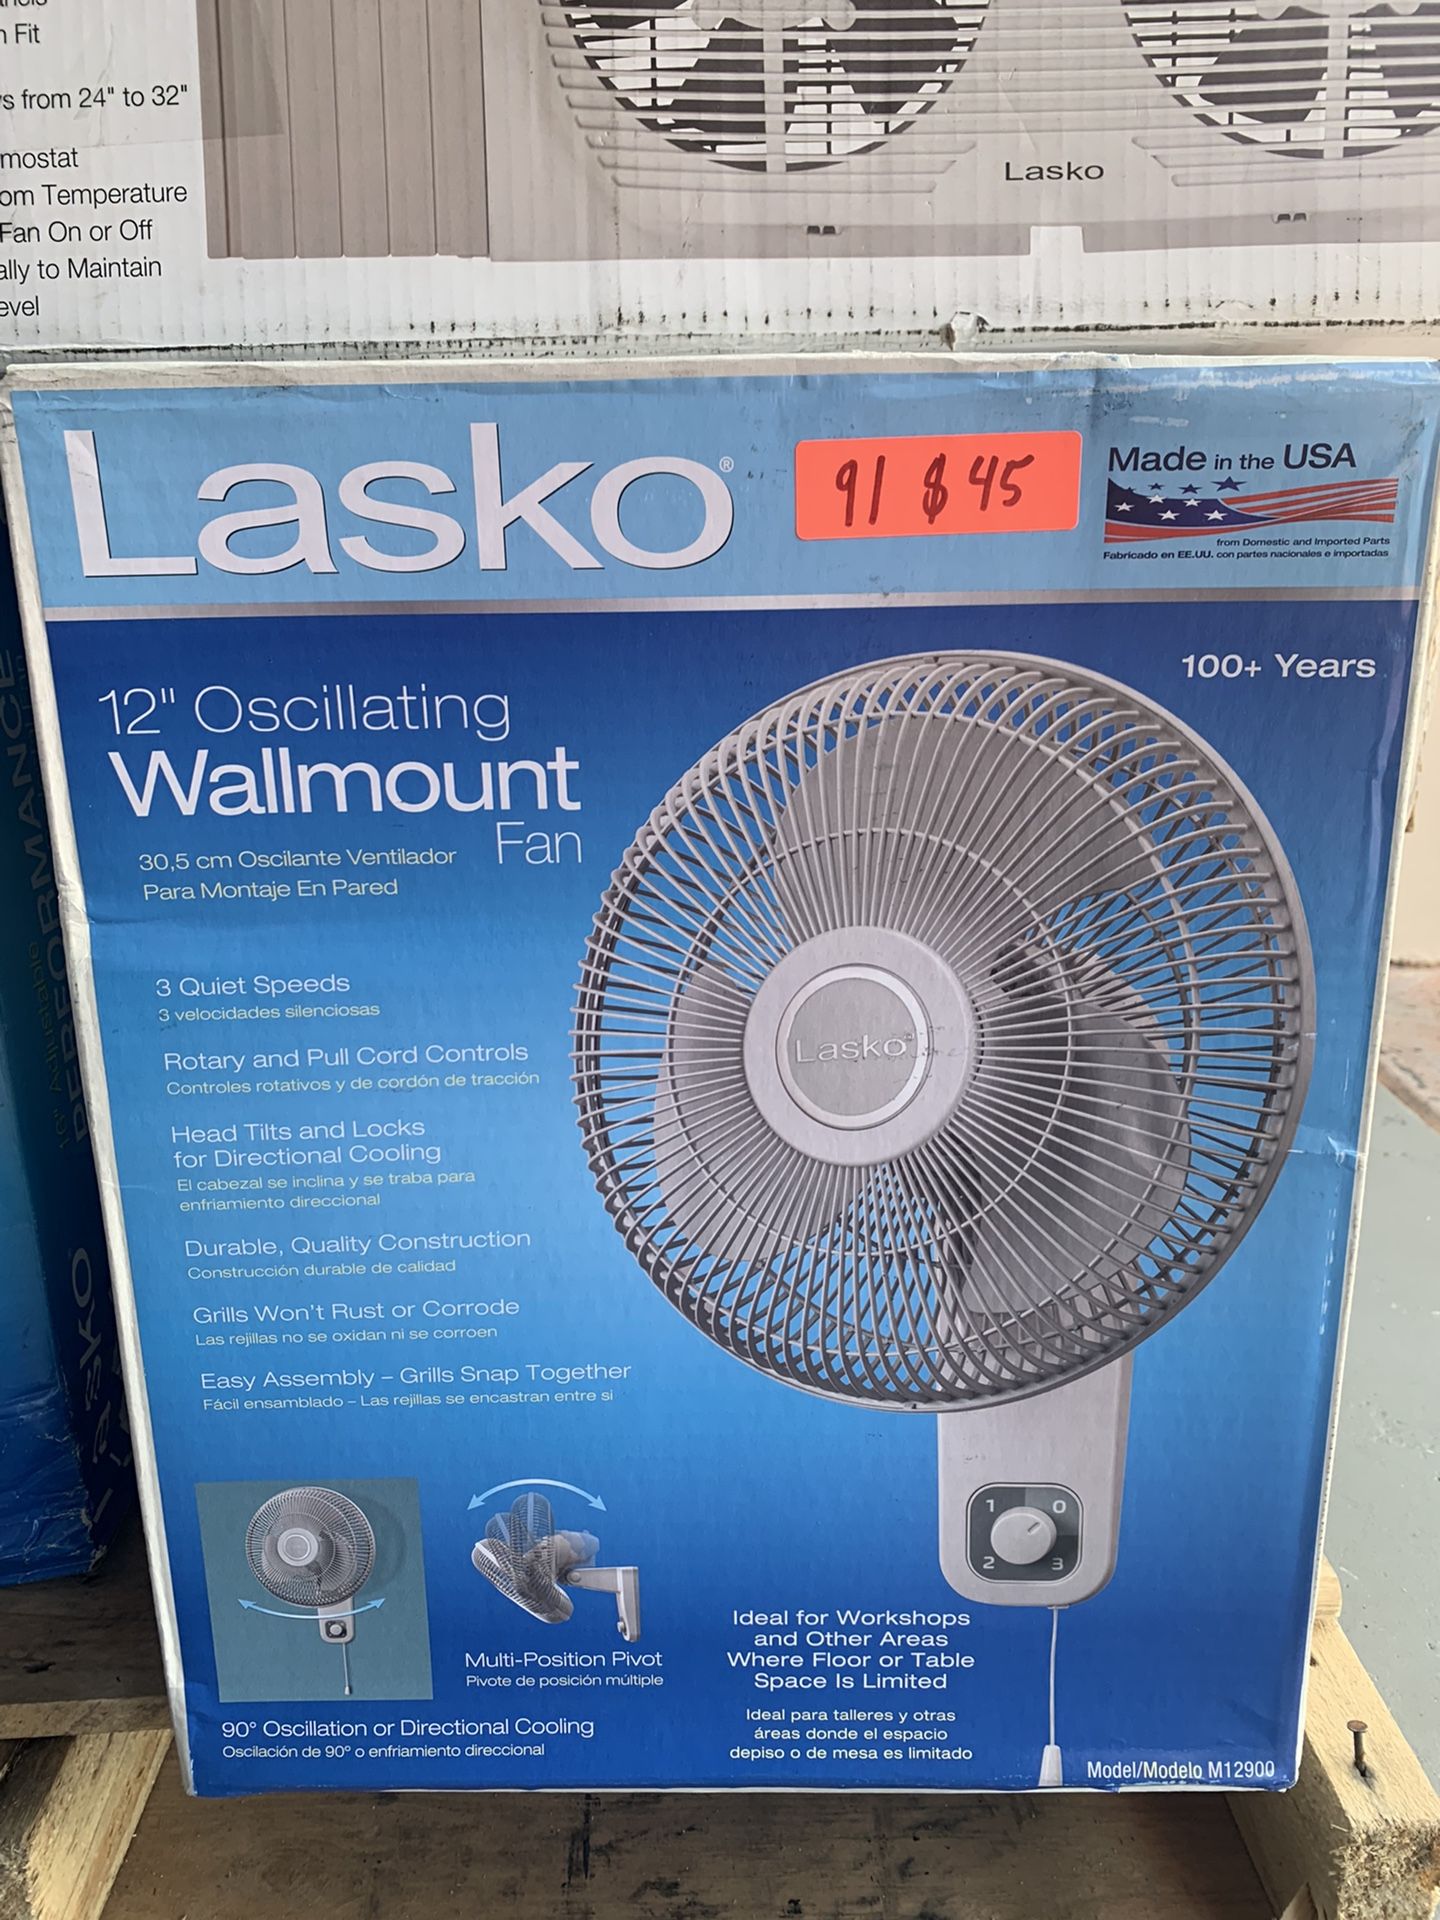 n Fit
s from 24" to 32"
mostat
om Temperature
Fan On or Off
ally to Maintain
evel
Lasko
Lasko®
91 $45
Made in the USA
from Domestic and Imported Parts
Fabricado en EE.UU. con partes nacionales e importadas
100+ Years
12" Oscillating
Wallmount
Fan
30,5 cm Oscilante Ventilador
Para Montaje En Pared
3 Quiet Speeds
3 velocidades silenciosas
Rotary and Pull Cord Controls
Controles rotativos y de cordón de tracción
Head Tilts and Locks
for Directional Cooling
El cabezal se inclina y se traba para
enfriamiento direccional
Durable, Quality Construction
Construcción durable de calidad
Grills Won't Rust or Corrode
Las rejillas no se oxidan ni se corroen
Easy Assembly – Grills Snap Together
Fácil ensamblado – Las rejillas se encastran entre si
Lasko
1 0
2 3
Multi-Position Pivot
Pivote de posición múltiple
90° Oscillation or Directional Cooling
Oscilación de 90° o enfriamiento direccional
Ideal for Workshops
and Other Areas
Where Floor or Table
Space Is Limited
Ideal para talleres y otras
áreas donde el espacio
depiso o de mesa es limitado
Model/Modelo M12900
16" Adjustable
PERFORMANCE
Lasko